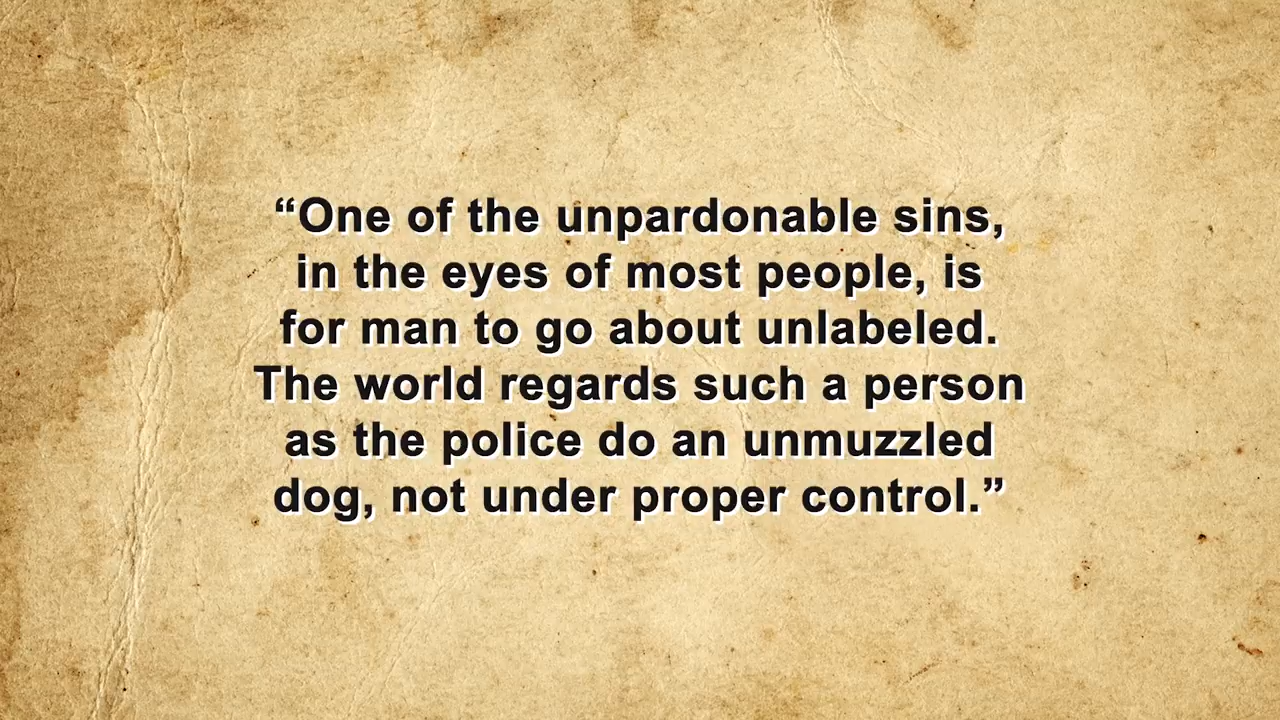 “One of the unpardonable sins,
in the eyes of most people, is
for man to go about unlabeled.
The world regards such a person
as the police do an unmuzzled
dog, not under proper control.”